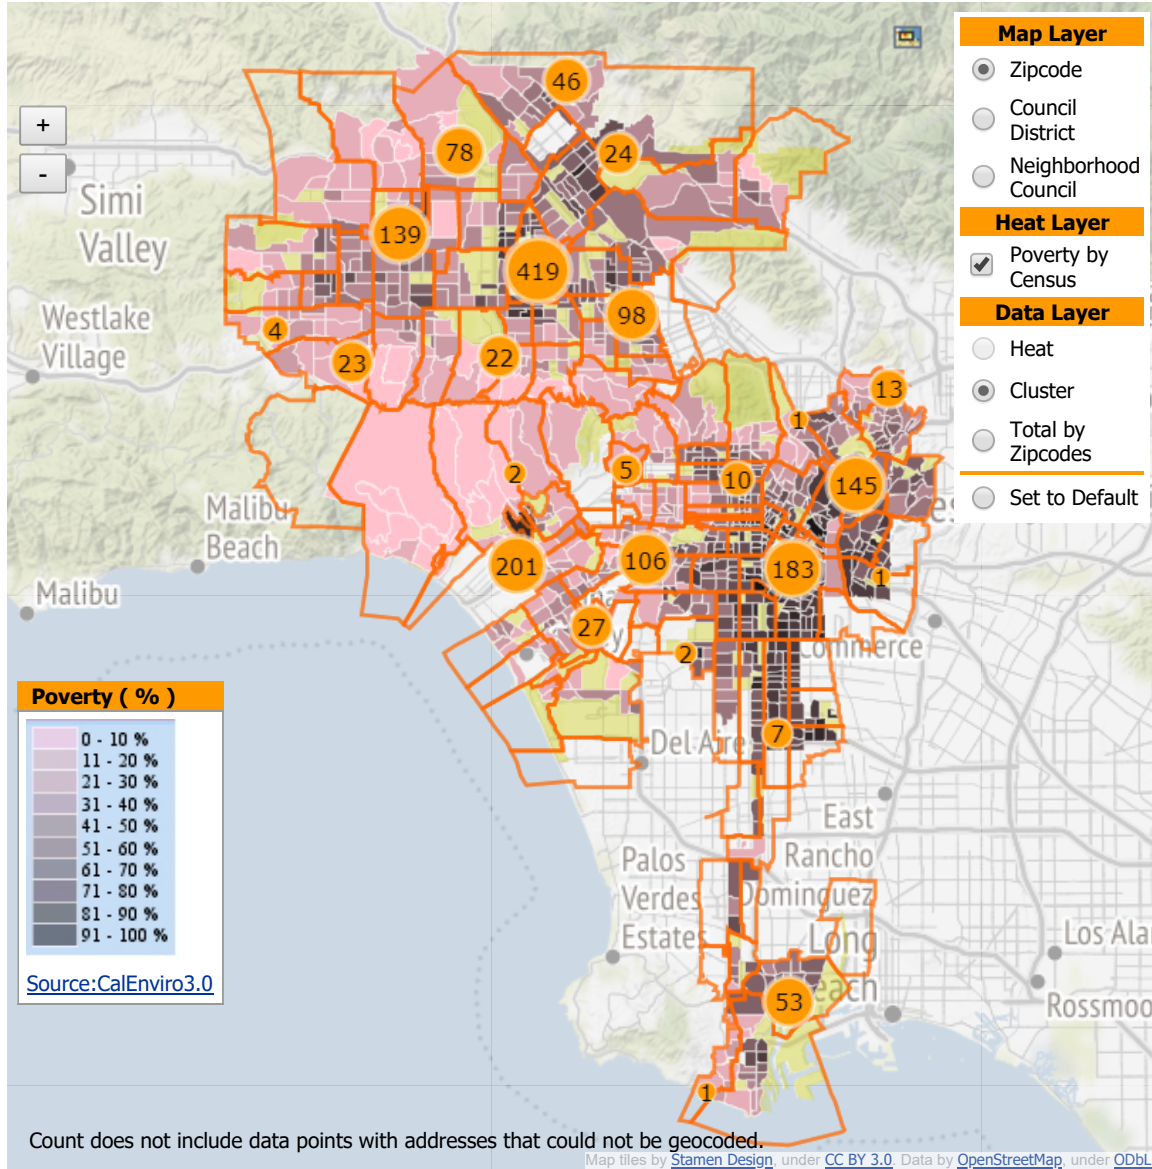 Map Layer
Zipcode
Council
District
Neighborhood
Council
Heat Layer
Poverty by
Census
Data Layer
Heat
Cluster
Total by
Zipcodes
Set to Default
+
-
46
78
24
Simi
Valley
139
419
98
Westlake
Village
4
23
22
13
1
2
5
10
145
Malibu
Beach
201
106
183
1
Malibu
27
2
Commerce
Poverty ( % )
0 - 10 %
11 - 20 %
21 - 30 %
31 - 40 %
41 - 50 %
51 - 60 %
61 - 70 %
71 - 80 %
81 - 90 %
91 - 100 %
Source:CalEnviro3.0
Del Aire
7
East
Rancho
Dominguez
Palos
Verdes
Estates
Long
each
53
Los Ala
Rossmoo
1
Count does not include data points with addresses that could not be geocoded.
Map tiles by Stamen Design, under CC BY 3.0. Data by OpenStreetMap, under ODbL